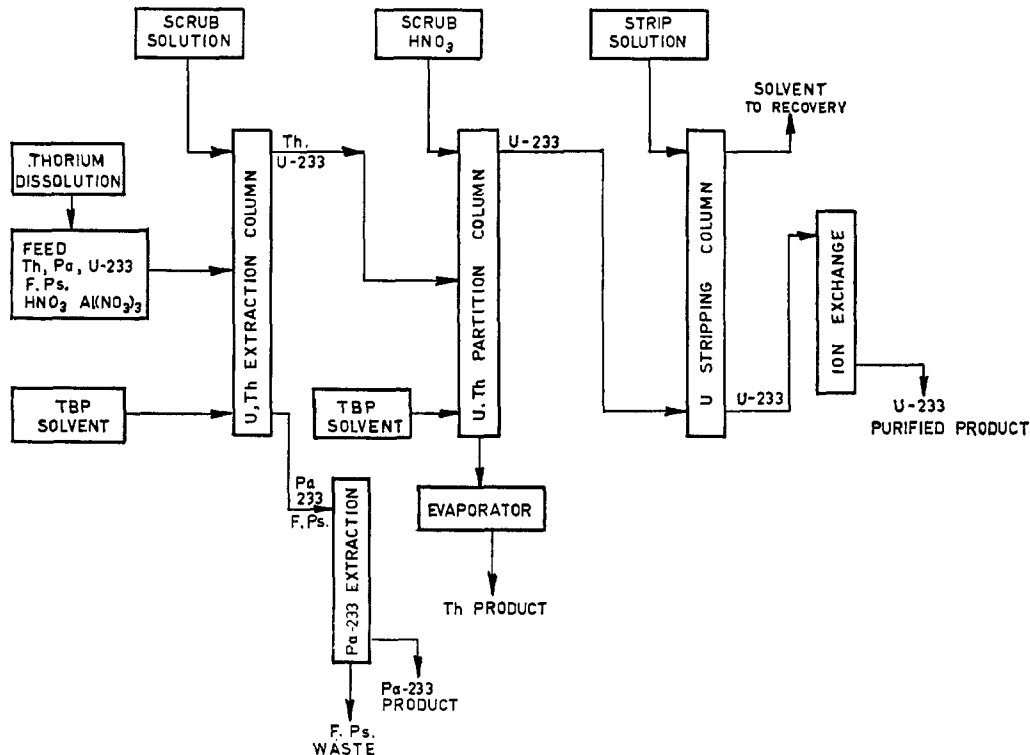 SCRUB
SOLUTION
SCRUB
HNO₃
STRIP
SOLUTION
SOLVENT
TO RECOVERY
THORIUM
DISSOLUTION
Th.
U-233
U-233
FEED
Th, Pa, U-233
F. Ps.
HNO₃ Al(NO₃)₃
U,Th EXTRACTION COLUMN
U.Th PARTITION COLUMN
U STRIPPING COLUMN
ION EXCHANGE
TBP
SOLVENT
TBP
SOLVENT
U-233
U-233
PURIFIED PRODUCT
Pa
233
F. Ps.
Pa-233 EXTRACTION
EVAPORATOR
Th PRODUCT
Pa-233
PRODUCT
F. Ps.
WASTE